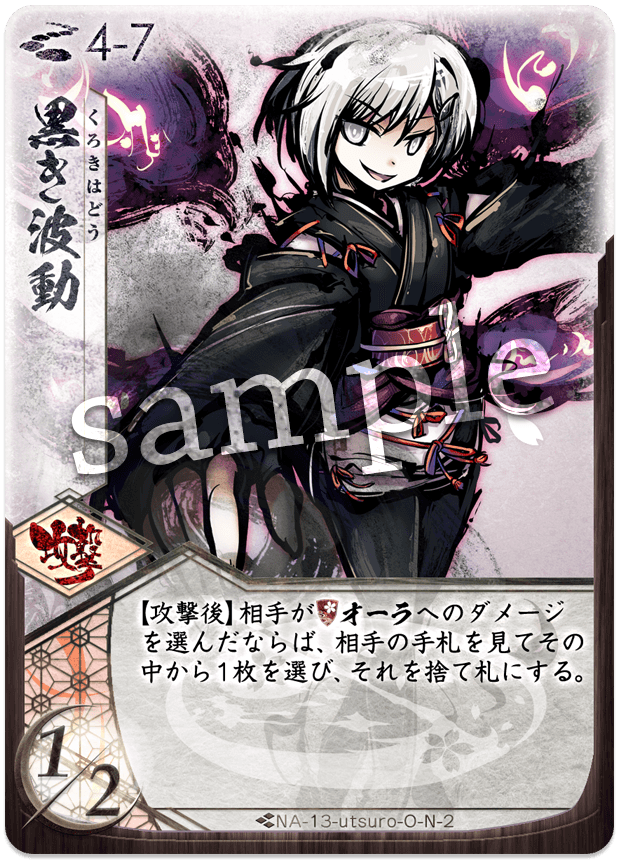 4-7
黒き波動
くろきはどう
sample
攻撃
【攻撃後】相手がオーラへのダメージ
を選んだならば、相手の手札を見てその
中から1枚を選び、それを捨て札にする。
1/2
NA-13-utsuro-O-N-2